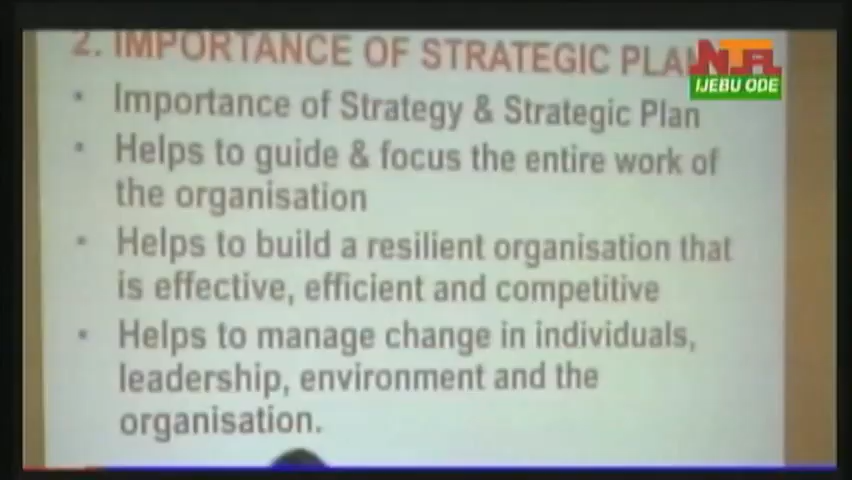 2. IMPORTANCE OF STRATEGIC PLAN
NTA
IJEBU ODE
• Importance of Strategy & Strategic Plan
• Helps to guide & focus the entire work of
the organisation
• Helps to build a resilient organisation that
is effective, efficient and competitive
• Helps to manage change in individuals,
leadership, environment and the
organisation.